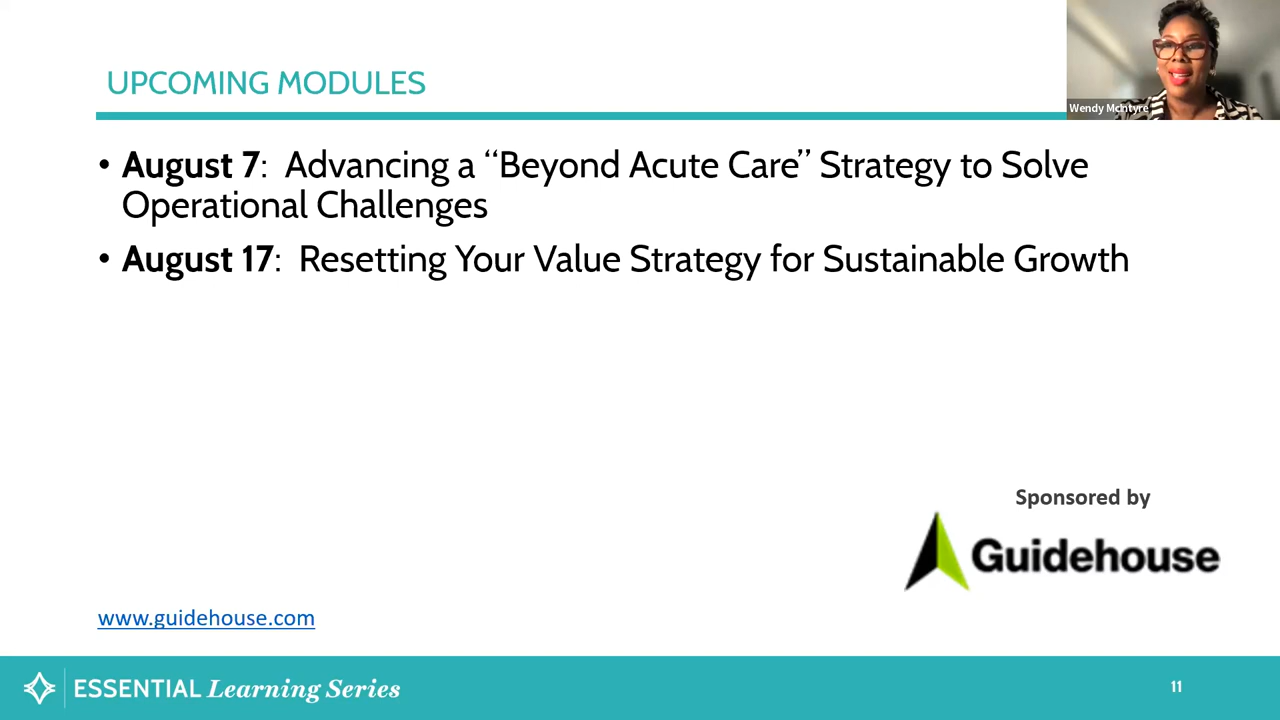 UPCOMING MODULES
Wendy McIntyre
• August 7:  Advancing a “Beyond Acute Care” Strategy to Solve
Operational Challenges
• August 17:  Resetting Your Value Strategy for Sustainable Growth
Sponsored by
Guidehouse
www.guidehouse.com
ESSENTIAL Learning Series
11